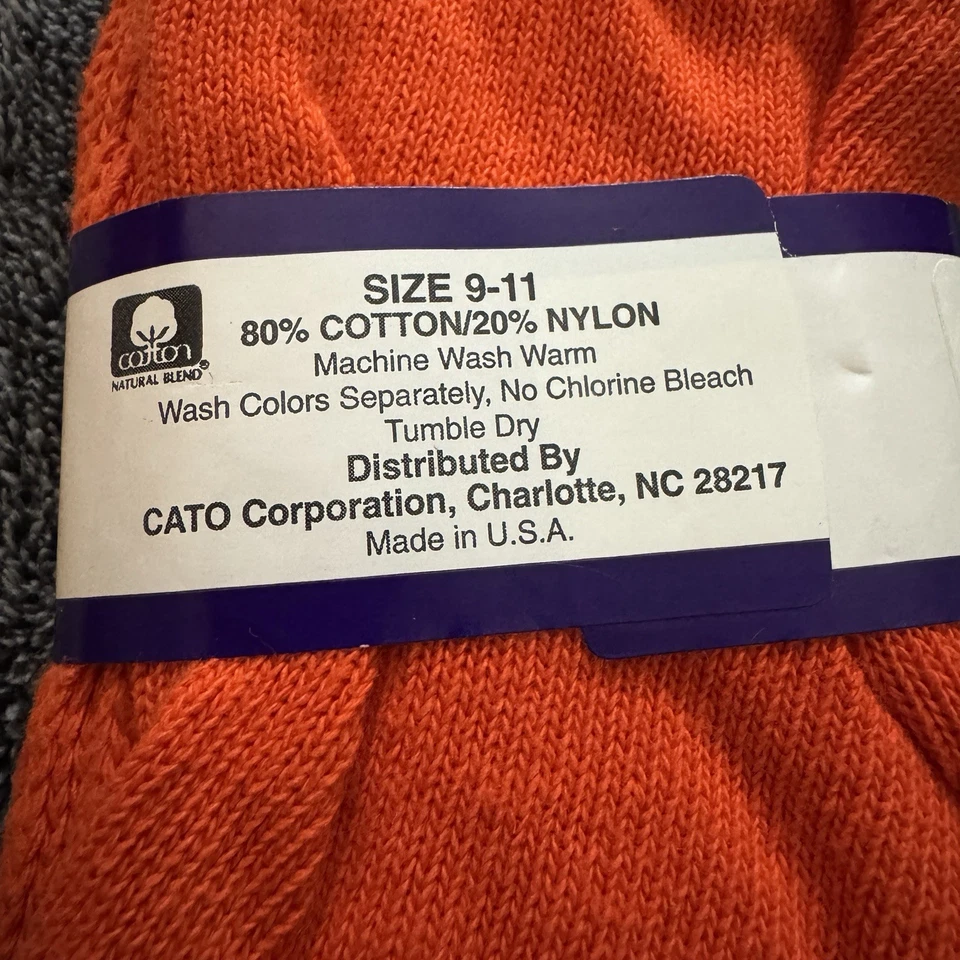 cotton
NATURAL BLEND
SIZE 9-11
80% COTTON/20% NYLON
Machine Wash Warm
Wash Colors Separately, No Chlorine Bleach
Tumble Dry
Distributed By
CATO Corporation, Charlotte, NC 28217
Made in U.S.A.